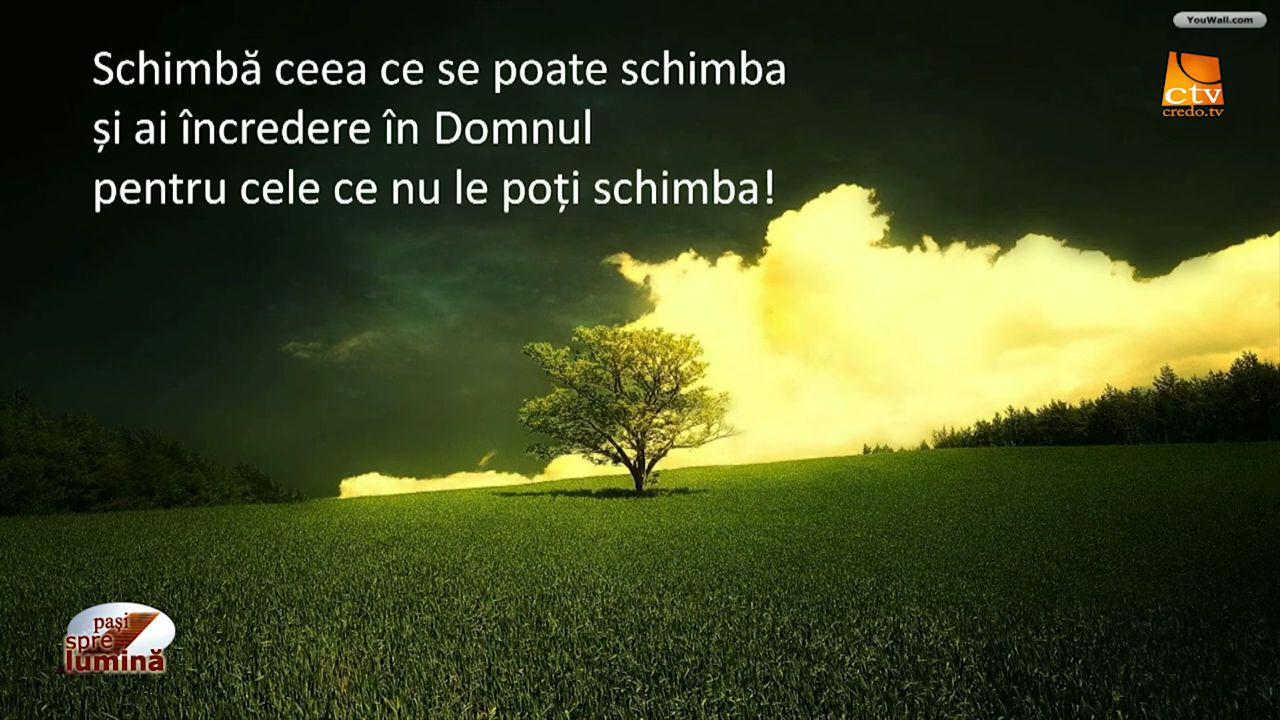 YouWall.com
Schimbă ceea ce se poate schimba
și ai încredere în Domnul
pentru cele ce nu le poți schimba!
ctv
credo.tv
pași
spre
lumină